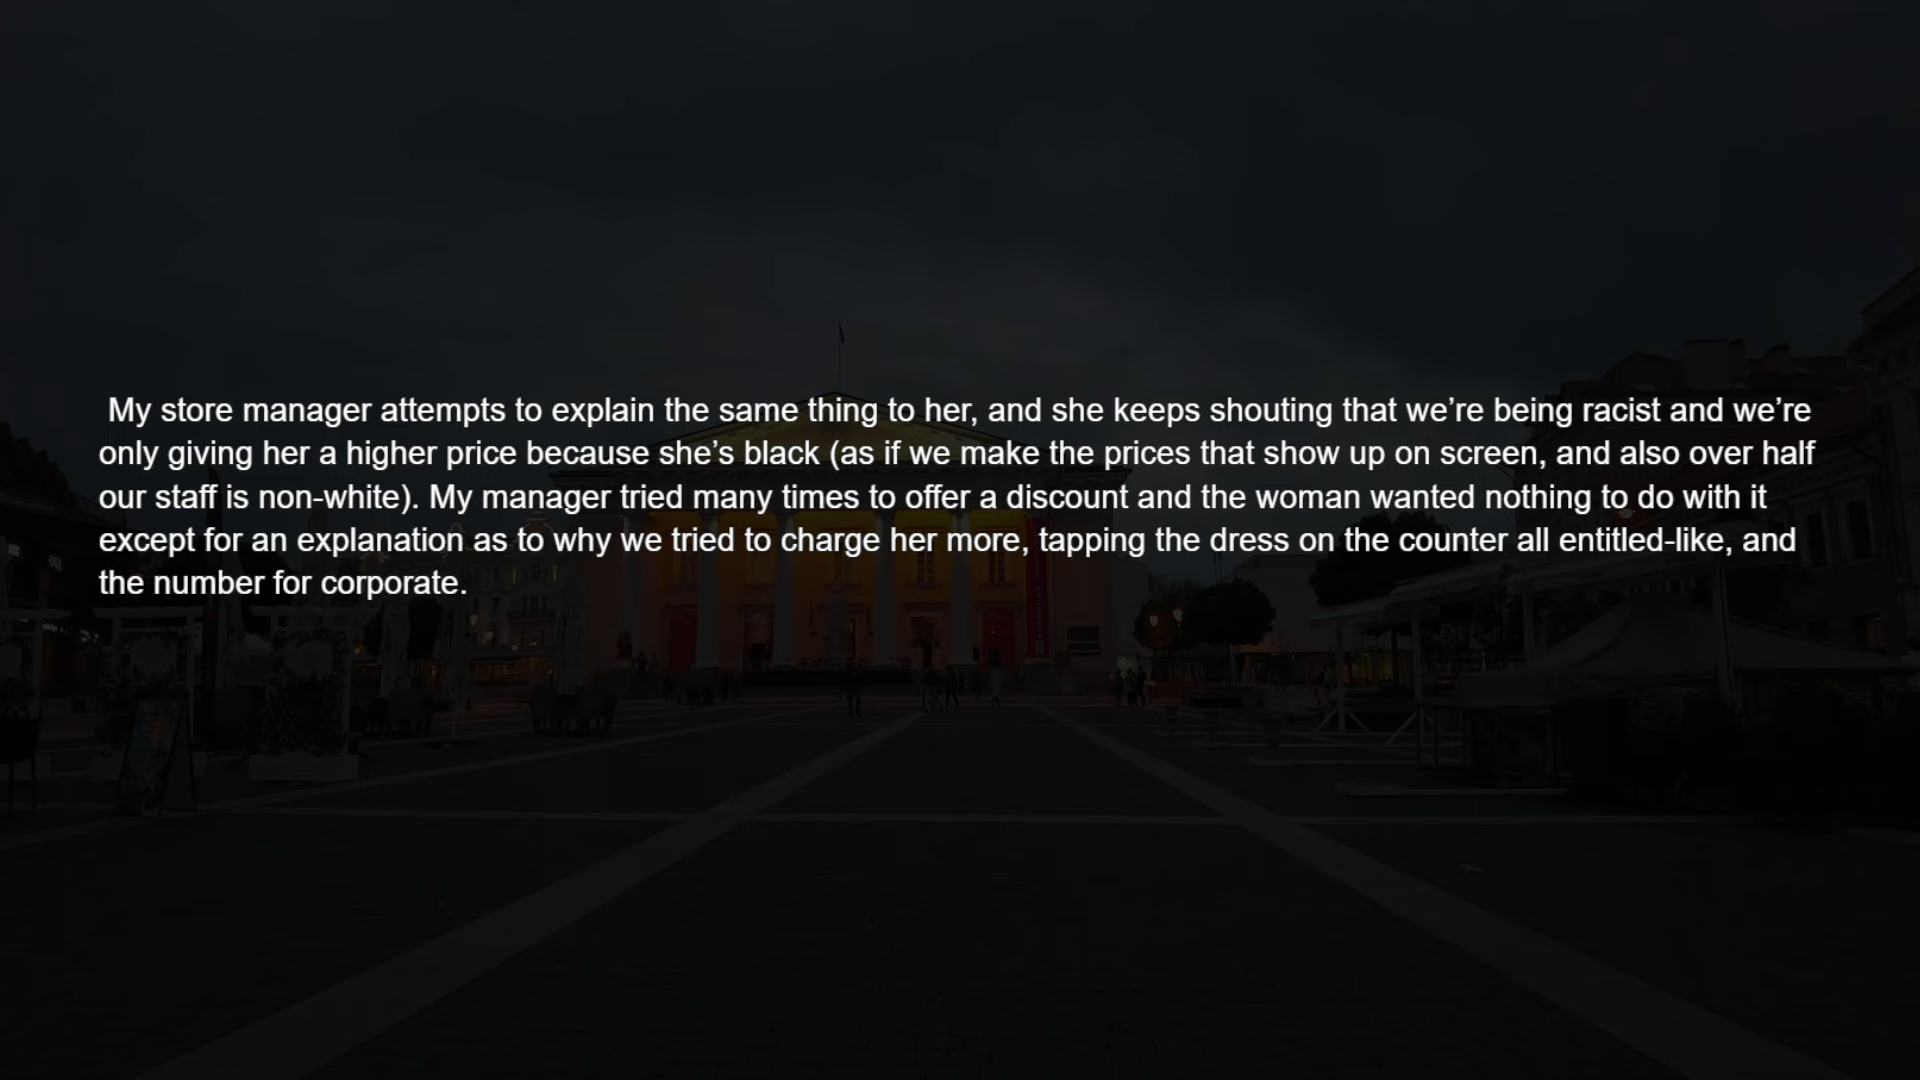 My store manager attempts to explain the same thing to her, and she keeps shouting that we’re being racist and we’re
only giving her a higher price because she’s black (as if we make the prices that show up on screen, and also over half
our staff is non-white). My manager tried many times to offer a discount and the woman wanted nothing to do with it
except for an explanation as to why we tried to charge her more, tapping the dress on the counter all entitled-like, and
the number for corporate.